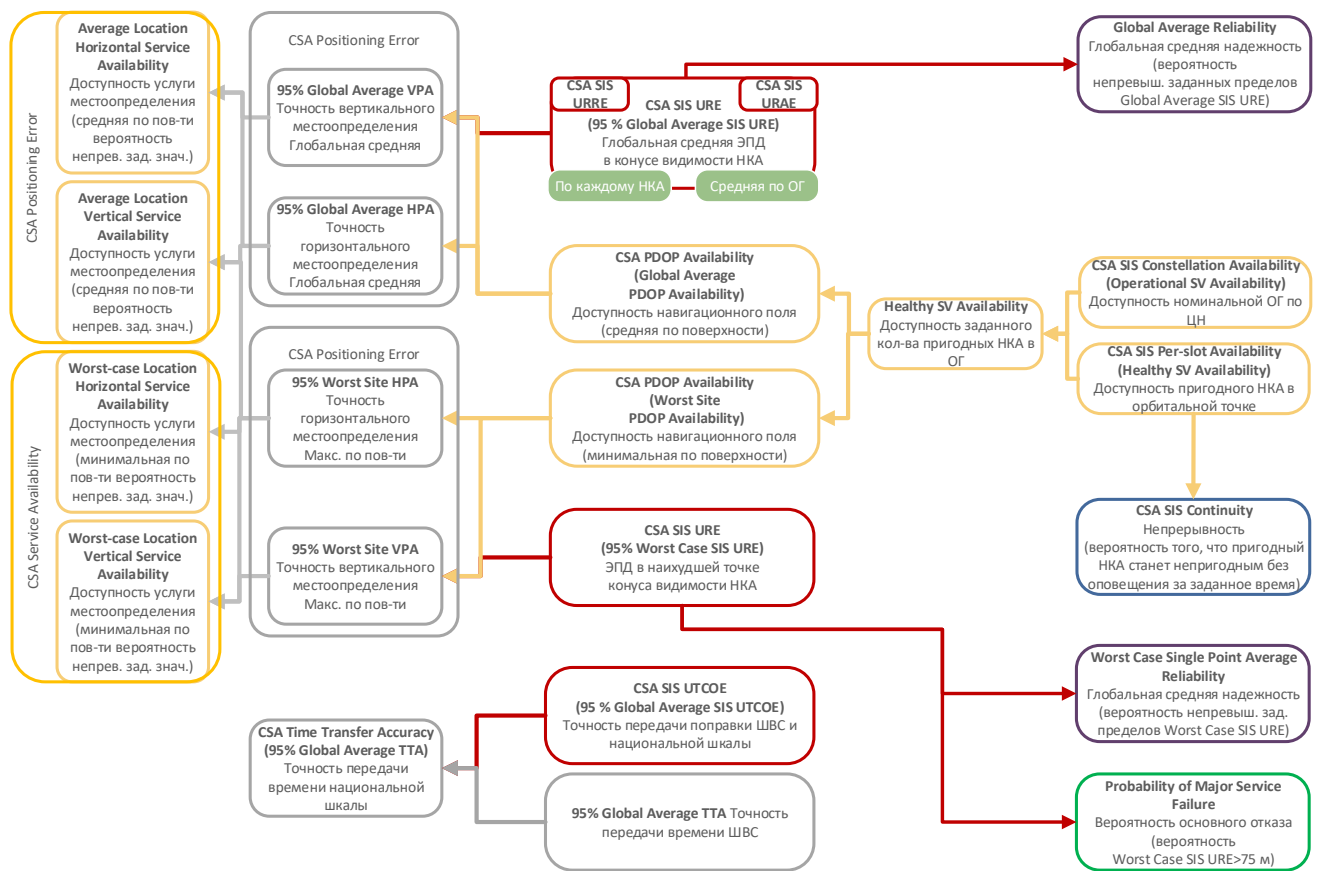 CSA Positioning Error
Average Location
Horizontal Service
Availability
Доступность услуги
местоопределения
(средняя по пов-ти
вероятность
непрев. зад. знач.)
Average Location
Vertical Service
Availability
Доступность услуги
местоопределения
(средняя по пов-ти
вероятность
непрев. зад. знач.)
CSA Service Availability
Worst-case Location
Horizontal Service
Availability
Доступность услуги
местоопределения
(минимальная по
пов-ти вероятность
непрев. зад. знач.)
Worst-case Location
Vertical Service
Availability
Доступность услуги
местоопределения
(минимальная по
пов-ти вероятность
непрев. зад. знач.)
CSA Positioning Error
95% Global Average VPA
Точность вертикального
местоопределения
Глобальная средняя
95% Global Average HPA
Точность
горизонтального
местоопределения
Глобальная средняя
CSA Positioning Error
95% Worst Site HPA
Точность
горизонтального
местоопределения
Макс. по пов-ти
95% Worst Site VPA
Точность вертикального
местоопределения
Макс. по пов-ти
CSA Time Transfer Accuracy
(95% Global Average TTA)
Точность передачи
времени национальной
шкалы
CSA SIS
URRE
CSA SIS
URAE
CSA SIS URE
(95 % Global Average SIS URE)
Глобальная средняя ЭПД
в конусе видимости НКА
По каждому НКА
Средняя по ОГ
CSA PDOP Availability
(Global Average
PDOP Availability)
Доступность навигационного поля
(средняя по поверхности)
CSA PDOP Availability
(Worst Site
PDOP Availability)
Доступность навигационного поля
(минимальная по поверхности)
CSA SIS URE
(95% Worst Case SIS URE)
ЭПД в наихудшей точке
конуса видимости НКА
CSA SIS UTCOE
(95 % Global Average SIS UTCOE)
Точность передачи поправки ШВС и
национальной шкалы
95% Global Average TTA Точность
передачи времени ШВС
Healthy SV Availability
Доступность заданного
кол-ва пригодных НКА в
ОГ
Global Average Reliability
Глобальная средняя надежность
(вероятность
непревыш. заданных пределов
Global Average SIS URE)
CSA SIS Constellation Availability
(Operational SV Availability)
Доступность номинальной ОГ по
ЦН
CSA SIS Per-slot Availability
(Healthy SV Availability)
Доступность пригодного НКА в
орбитальной точке
CSA SIS Continuity
Непрерывность
(вероятность того, что пригодный
НКА станет непригодным без
оповещения за заданное время)
Worst Case Single Point Average
Reliability
Глобальная средняя надежность
(вероятность непревыш. зад.
пределов Worst Case SIS URE)
Probability of Major Service
Failure
Вероятность основного отказа
(вероятность
Worst Case SIS URE>75 м)